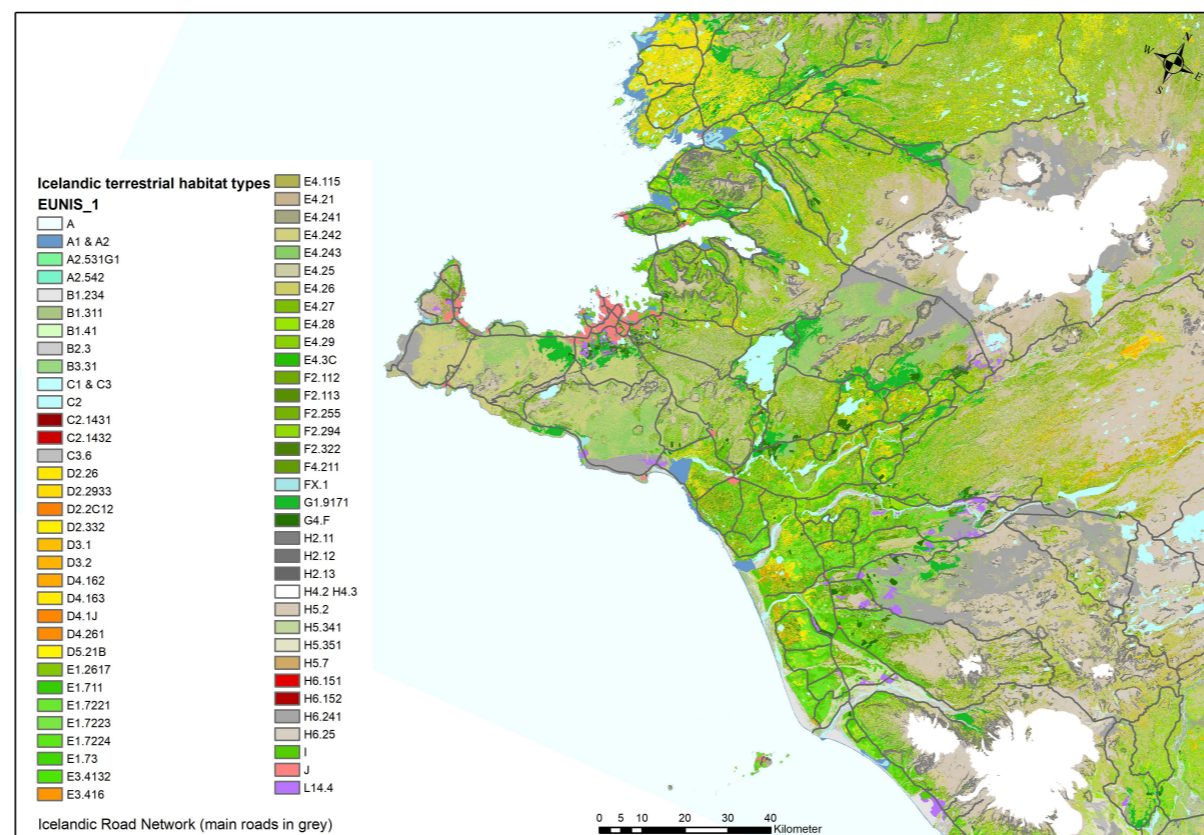 Icelandic terrestrial habitat types
EUNIS_1
A
A1 & A2
A2.531G1
A2.542
B1.234
B1.311
B1.41
B2.3
B3.31
C1 & C3
C2
C2.1431
C2.1432
C3.6
D2.26
D2.2933
D2.2C12
D2.332
D3.1
D3.2
D4.162
D4.163
D4.1J
D4.261
D5.21B
E1.2617
E1.711
E1.7221
E1.7223
E1.7224
E1.73
E3.4132
E3.416
E4.115
E4.21
E4.241
E4.242
E4.243
E4.25
E4.26
E4.27
E4.28
E4.29
E4.3C
F2.112
F2.113
F2.255
F2.294
F2.322
F4.211
FX.1
G1.9171
G4.F
H2.11
H2.12
H2.13
H4.2 H4.3
H5.2
H5.341
H5.351
H5.7
H6.151
H6.152
H6.241
H6.25
I
J
L14.4
Icelandic Road Network (main roads in grey)
N
W
E
S
0 5 10 20 30 40
Kilometer